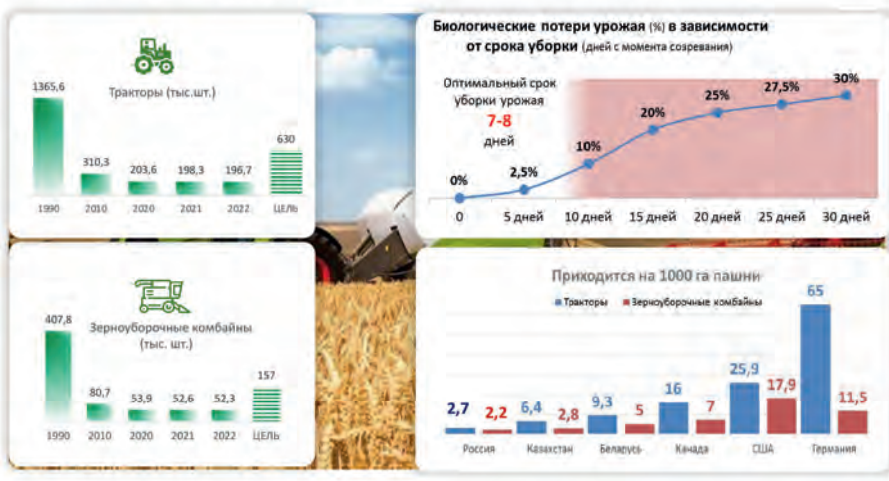 Тракторы (тыс.шт.)
1365,6
310,3
203,6
198,3
196,7
630
1990
2010
2020
2021
2022
ЦЕЛЬ
Биологические потери урожая (%) в зависимости
от срока уборки (дней с момента созревания)
Оптимальный срок
уборки урожая
7-8
дней
0%
2,5%
10%
20%
25%
27,5%
30%
0
5 дней
10 дней
15 дней
20 дней
25 дней
30 дней
Зерноуборочные комбайны
(тыс. шт.)
407,8
80,7
53,9
52,6
52,3
157
1990
2010
2020
2021
2022
ЦЕЛЬ
Приходится на 1000 га пашни
Тракторы
Зерноуборочные комбайны
2,7
2,2
6,4
2,8
9,3
5
16
7
25,9
17,9
65
11,5
Россия
Казахстан
Беларусь
Канада
США
Германия